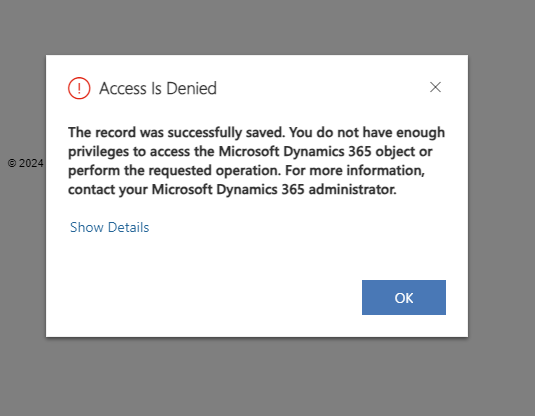 Access Is Denied
The record was successfully saved. You do not have enough
privileges to access the Microsoft Dynamics 365 object or
perform the requested operation. For more information,
contact your Microsoft Dynamics 365 administrator.
© 2024
Show Details
OK